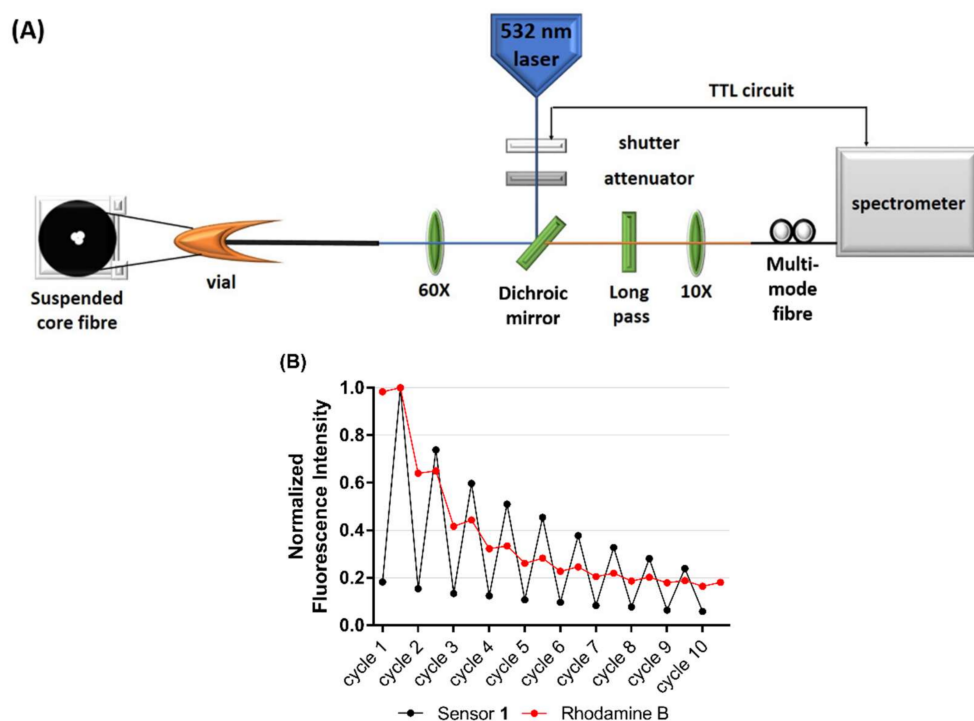 (A)
532 nm
laser
TTL circuit
shutter
attenuator
spectrometer
Suspended
core fibre
vial
60X
Dichroic
mirror
Long
pass
10X
Multi-
mode
fibre
(B)
Normalized
Fluorescence Intensity
1.0
0.8
0.6
0.4
0.2
0.0
cycle 1
cycle 2
cycle 3
cycle 4
cycle 5
cycle 6
cycle 7
cycle 8
cycle 9
cycle 10
Sensor 1
Rhodamine B